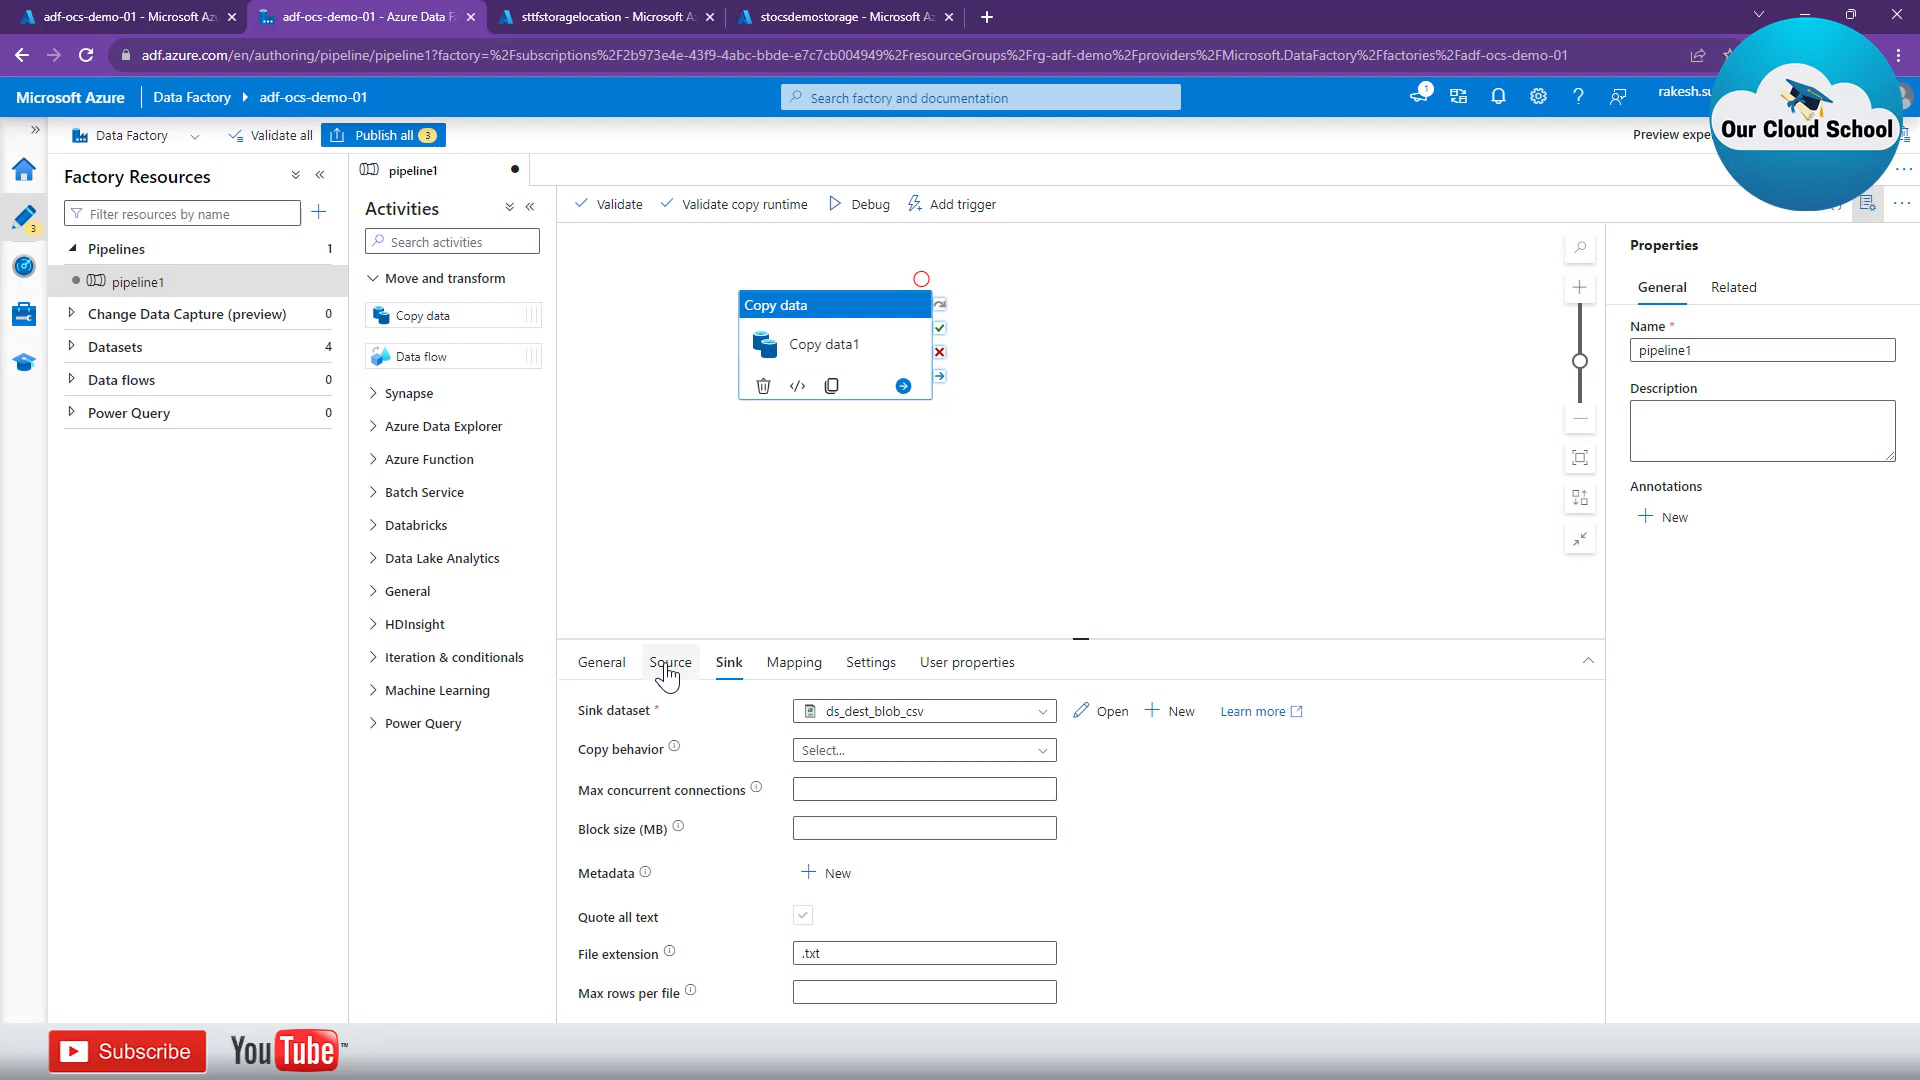 adf-ocs-demo-01 - Microsoft Az
adf-ocs-demo-01 - Azure Data F
sttfstoragelocation - Microsoft A
stocsdemostorage - Microsoft Az
adf.azure.com/en/authoring/pipeline/pipeline1?factory=%2Fsubscriptions%2F2b973e4e-43f9-4abc-bbde-e7c7cb004949%2FresourceGroups%2Frg-adf-demo%2Fproviders%2FMicrosoft.DataFactory%2Ffactories%2Fadf-ocs-demo-01
Microsoft Azure
Data Factory
adf-ocs-demo-01
Search factory and documentation
1
rakesh.su
Our Cloud School
Data Factory
Validate all
Publish all 3
Preview expe
Factory Resources
Filter resources by name
3
Pipelines 1
pipeline1
Change Data Capture (preview) 0
Datasets 4
Data flows 0
Power Query 0
pipeline1
Activities
Search activities
Move and transform
Copy data
Data flow
Synapse
Azure Data Explorer
Azure Function
Batch Service
Databricks
Data Lake Analytics
General
HDInsight
Iteration & conditionals
Machine Learning
Power Query
Validate
Validate copy runtime
Debug
Add trigger
Copy data
Copy data1
General
Source
Sink
Mapping
Settings
User properties
Sink dataset *
ds_dest_blob_csv
Open
New
Learn more
Copy behavior
Select...
Max concurrent connections
Block size (MB)
Metadata
New
Quote all text
File extension
.txt
Max rows per file
Properties
General
Related
Name *
pipeline1
Description
Annotations
New
Subscribe
YouTube
TM